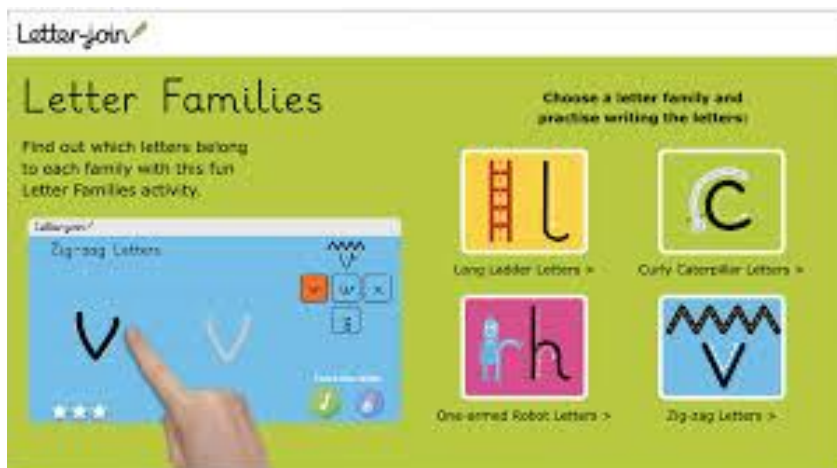 Letter-join
Letter Families
Find out which letters belong
to each family with this fun
Letter Families activity.
Choose a letter family and
practise writing the letters:
l
c
Long Ladder Letters >
Curly Caterpillar Letters >
h
v
One-armed Robot Letters >
Zig-zag Letters >
Letter-join
Zig-zag Letters
v
v w x
z
v v